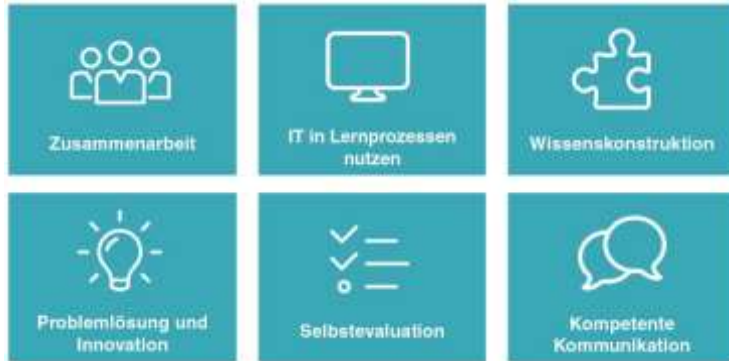 Zusammenarbeit
IT in Lernprozessen
nutzen
Wissenskonstruktion
Problemlösung und
Innovation
Selbstevaluation
Kompetente
Kommunikation